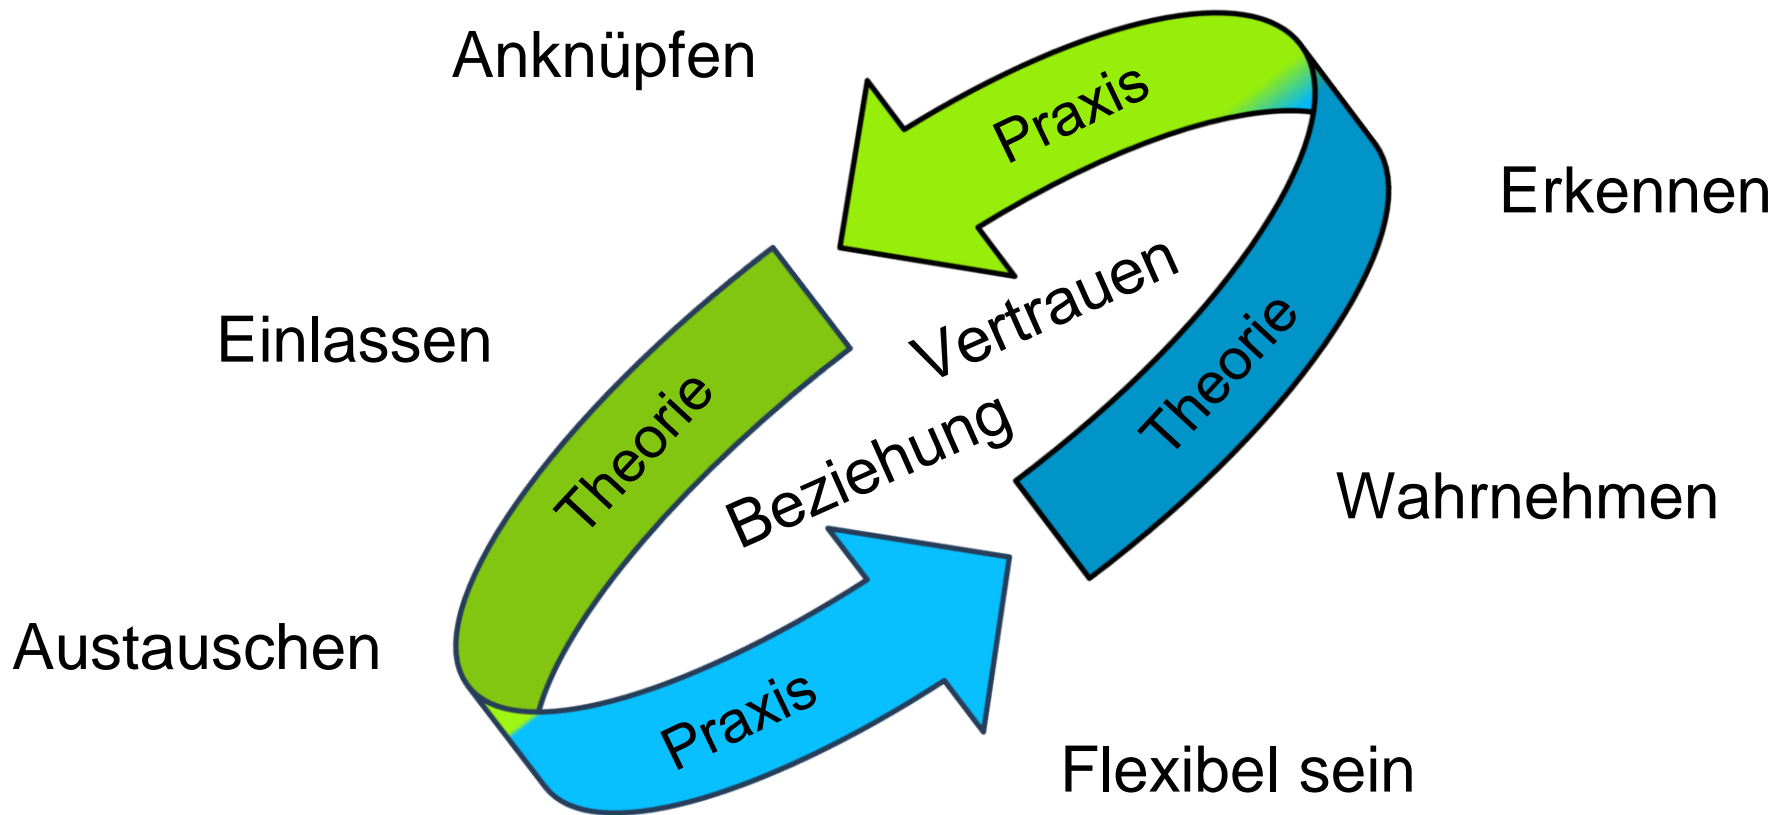 Anknüpfen
Praxis
Erkennen
Vertrauen
Einlassen
Theorie
Theorie
Beziehung
Wahrnehmen
Austauschen
Praxis
Flexibel sein